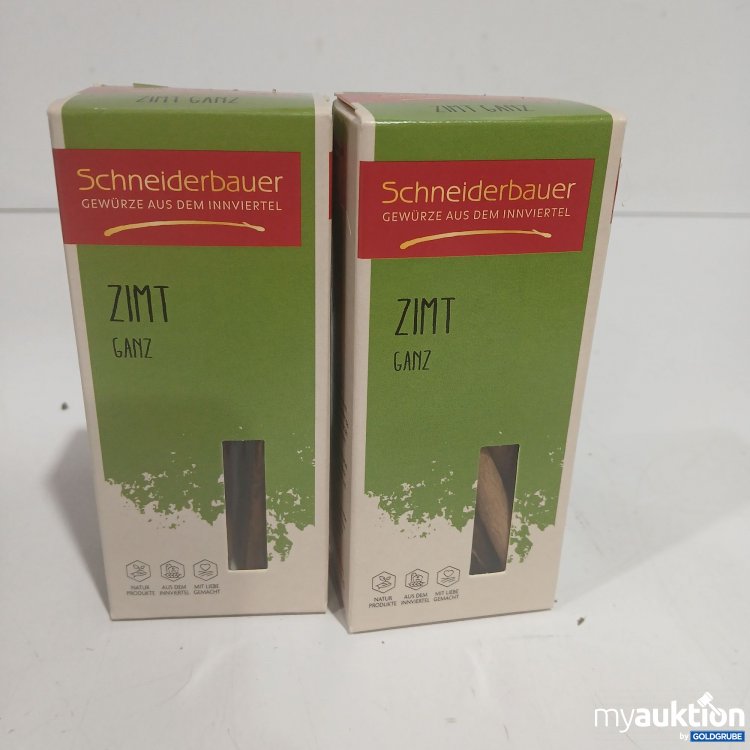 ZIMT GANZ
Schneiderbauer
GEWÜRZE AUS DEM INNVIERTEL
ZIMT
GANZ
NATUR PRODUKTE
AUS DEM INNVIERTEL
MIT LIEBE GEMACHT
ZIMT GANZ
Schneiderbauer
GEWÜRZE AUS DEM INNVIERTEL
ZIMT
GANZ
NATUR PRODUKTE
AUS DEM INNVIERTEL
MIT LIEBE GEMACHT
myauktion
by GOLDGRUBE